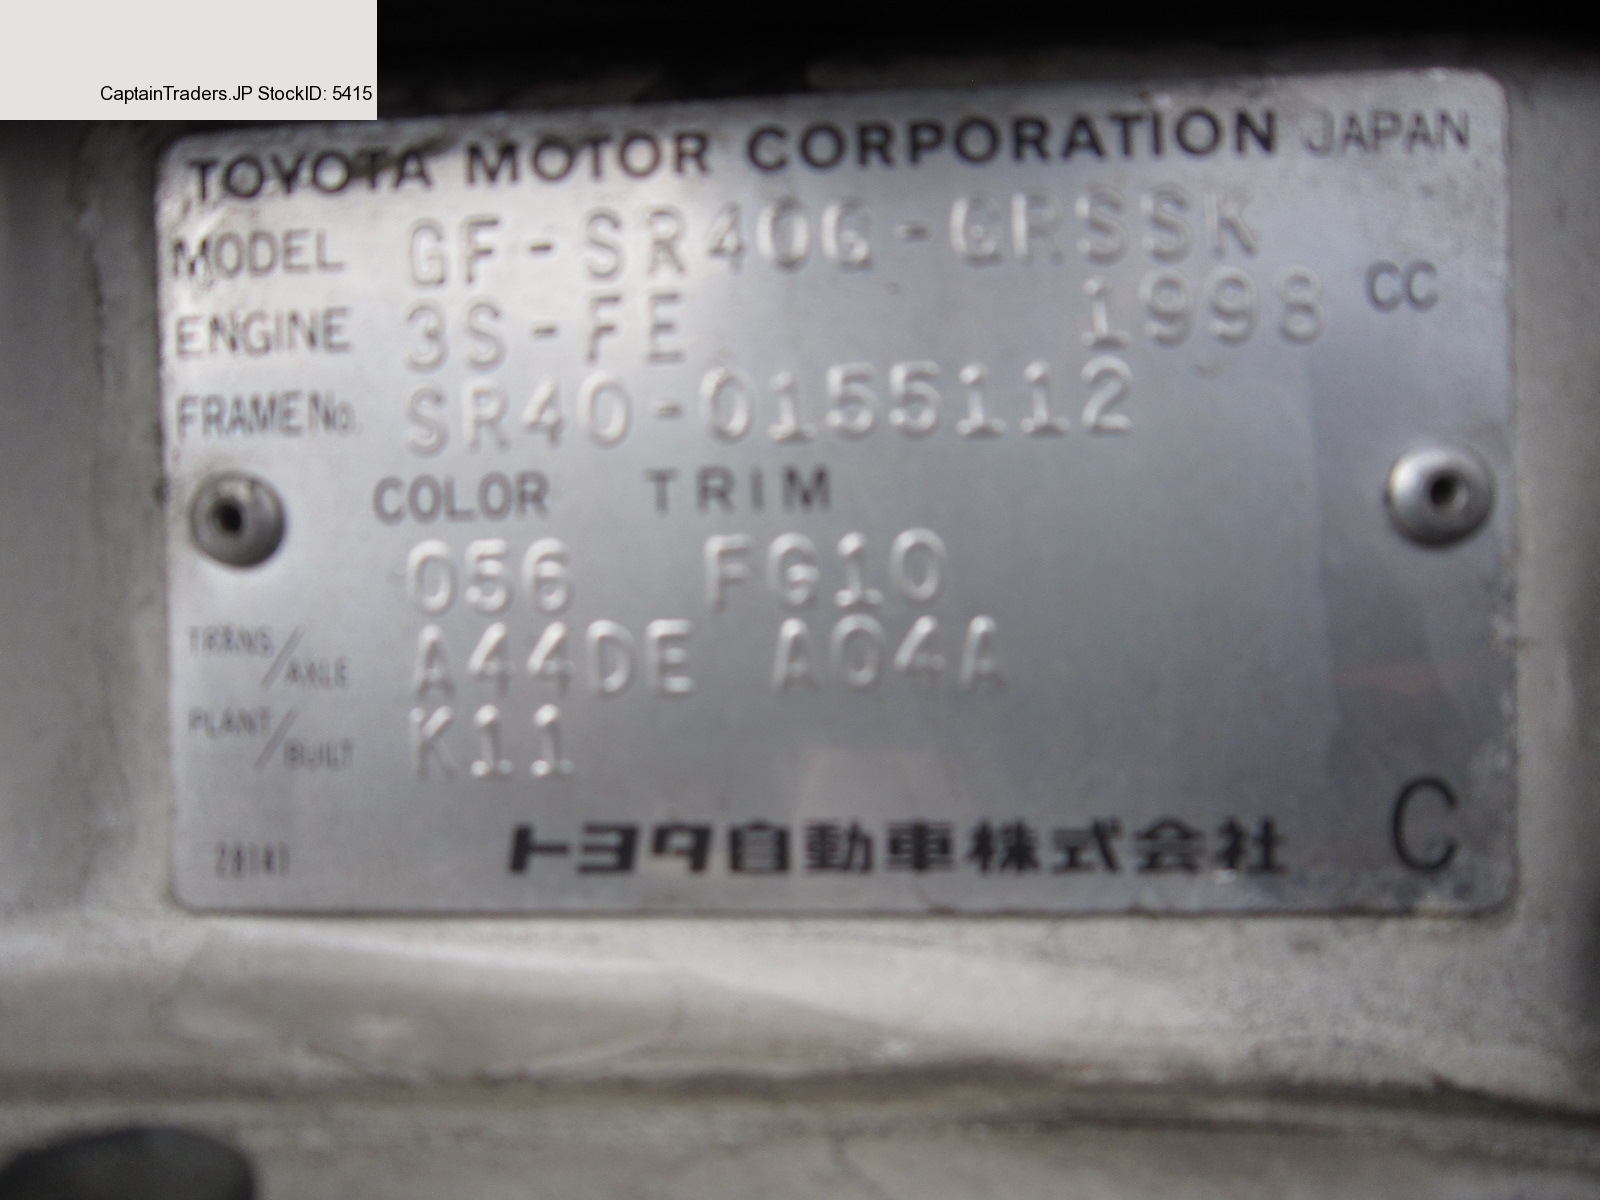 CaptainTraders.JP StockID: 5415
TOYOTA MOTOR CORPORATION JAPAN
MODEL GF-SR40G-GRSSK
ENGINE 3S-FE 1998 CC
FRAME No. SR40-0155112
COLOR TRIM
056 FG10
TRANS/AXLE A44DE A04A
PLANT/BUILT K11
28141
トヨタ自動車株式会社 C